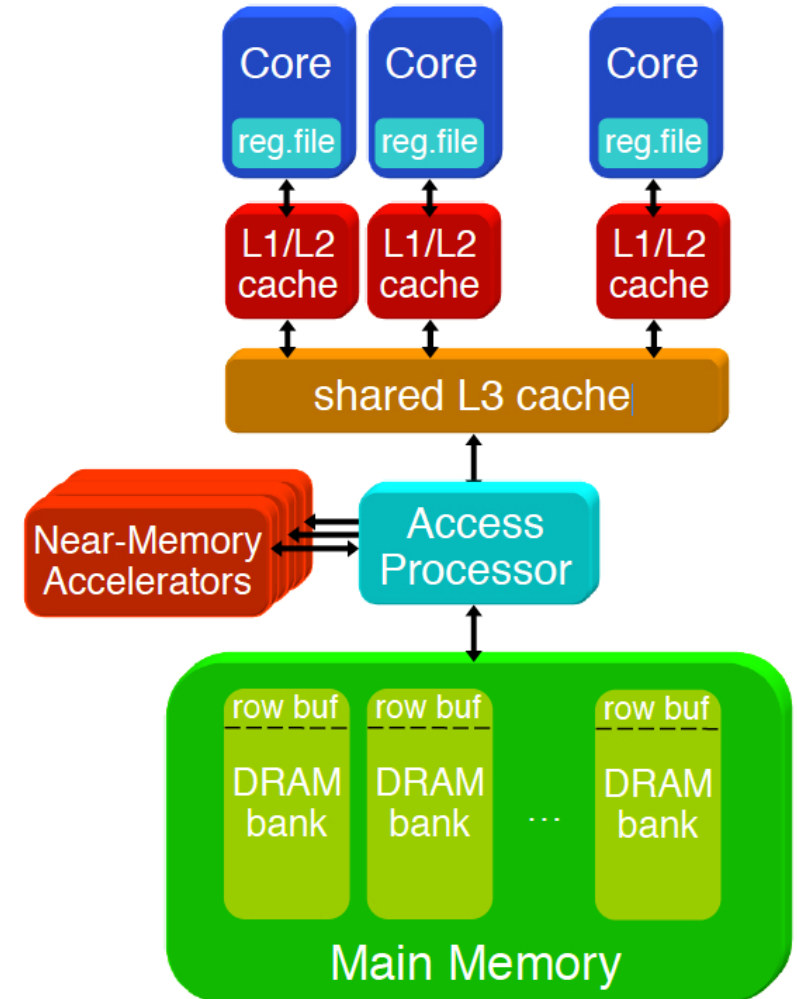 Core
reg.file
Core
reg.file
Core
reg.file
L1/L2
cache
L1/L2
cache
L1/L2
cache
shared L3 cache
Near-Memory
Accelerators
Access
Processor
row buf
DRAM
bank
row buf
DRAM
bank
...
row buf
DRAM
bank
Main Memory